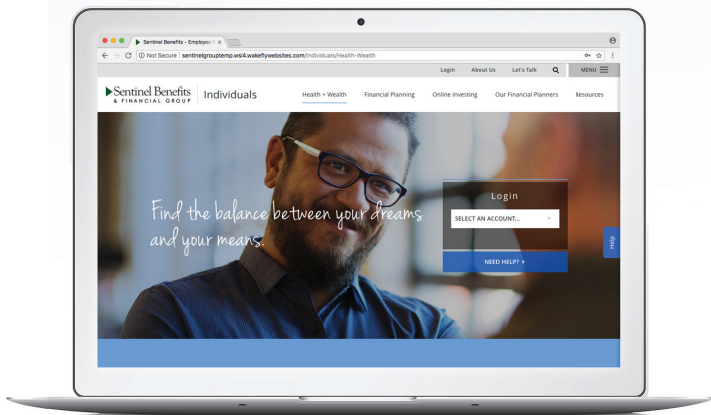 Sentinel Benefits - Employee
Not Secure | sentinelgrouptemp.wsl4.wakeflywebsites.com/Individuals/Health-Wealth
Login About Us Let's Talk MENU
Sentinel Benefits Individuals
& FINANCIAL GROUP
Health + Wealth Financial Planning Online Investing Our Financial Planners Resources
Find the balance between your dreams
and your means.
Login
SELECT AN ACCOUNT...
NEED HELP?
Help